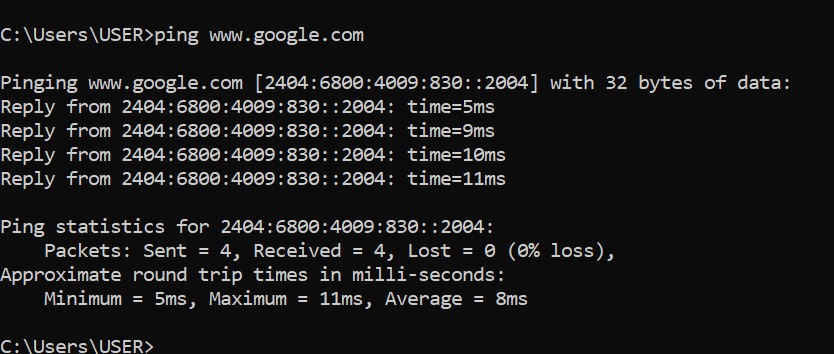 C:\Users\USER>ping www.google.com
Pinging www.google.com [2404:6800:4009:830::2004] with 32 bytes of data:
Reply from 2404:6800:4009:830::2004: time=5ms
Reply from 2404:6800:4009:830::2004: time=9ms
Reply from 2404:6800:4009:830::2004: time=10ms
Reply from 2404:6800:4009:830::2004: time=11ms
Ping statistics for 2404:6800:4009:830::2004:
    Packets: Sent = 4, Received = 4, Lost = 0 (0% loss),
Approximate round trip times in milli-seconds:
    Minimum = 5ms, Maximum = 11ms, Average = 8ms
C:\Users\USER>